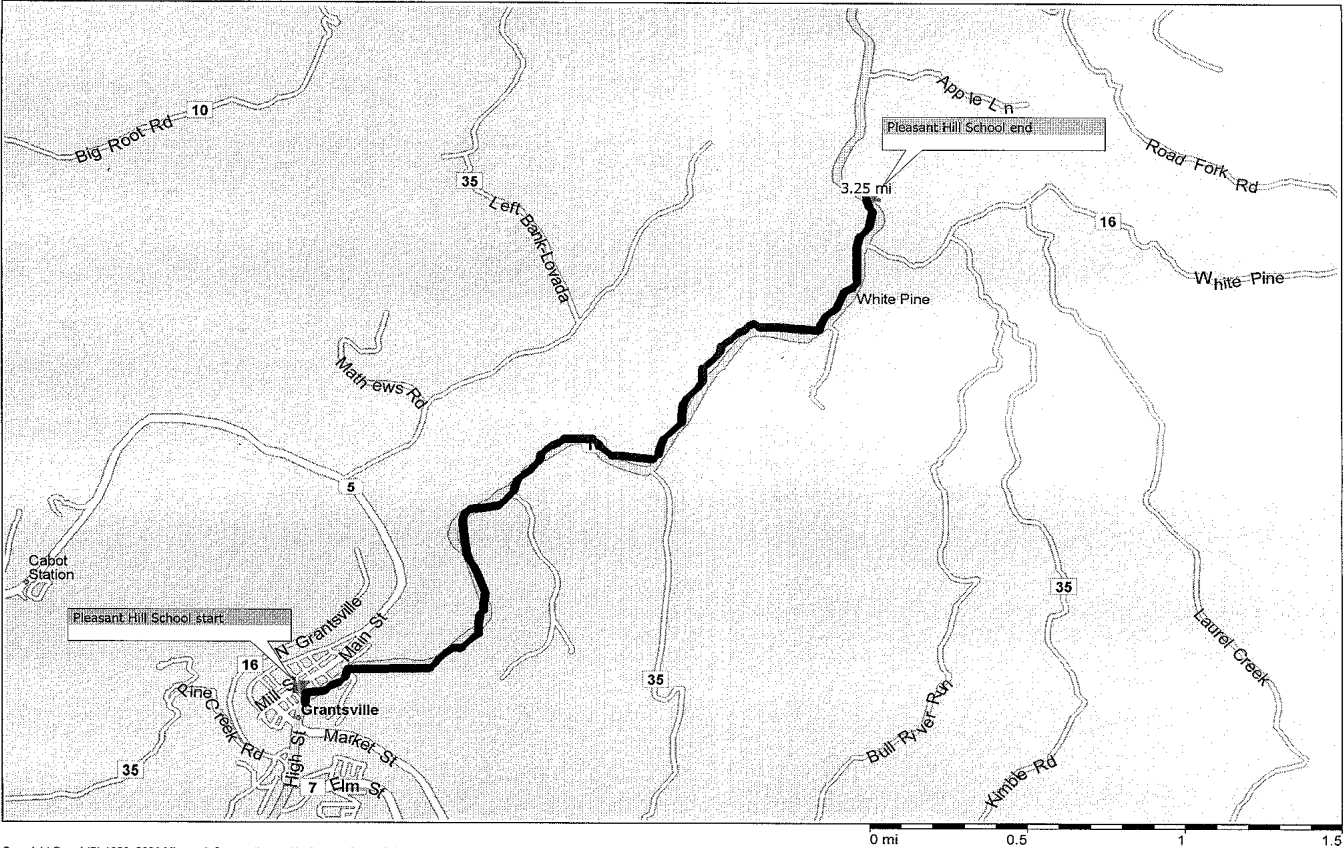 Apple Ln
10
Big Root Rd
Pleasant Hill School end
Road Fork Rd
35
3.25 mi
Left Bank-Lovada
16
White Pine
White Pine
Mathews Rd
5
Cabot
Station
35
Pleasant Hill School start
N Grantsville
Main St
16
Laurel Creek
35
Mill St
Pine Creek Rd
Grantsville
Bull River Run
Market St
High St
35
7
Elm St
Kimble Rd
0 mi
0.5
1
1.5